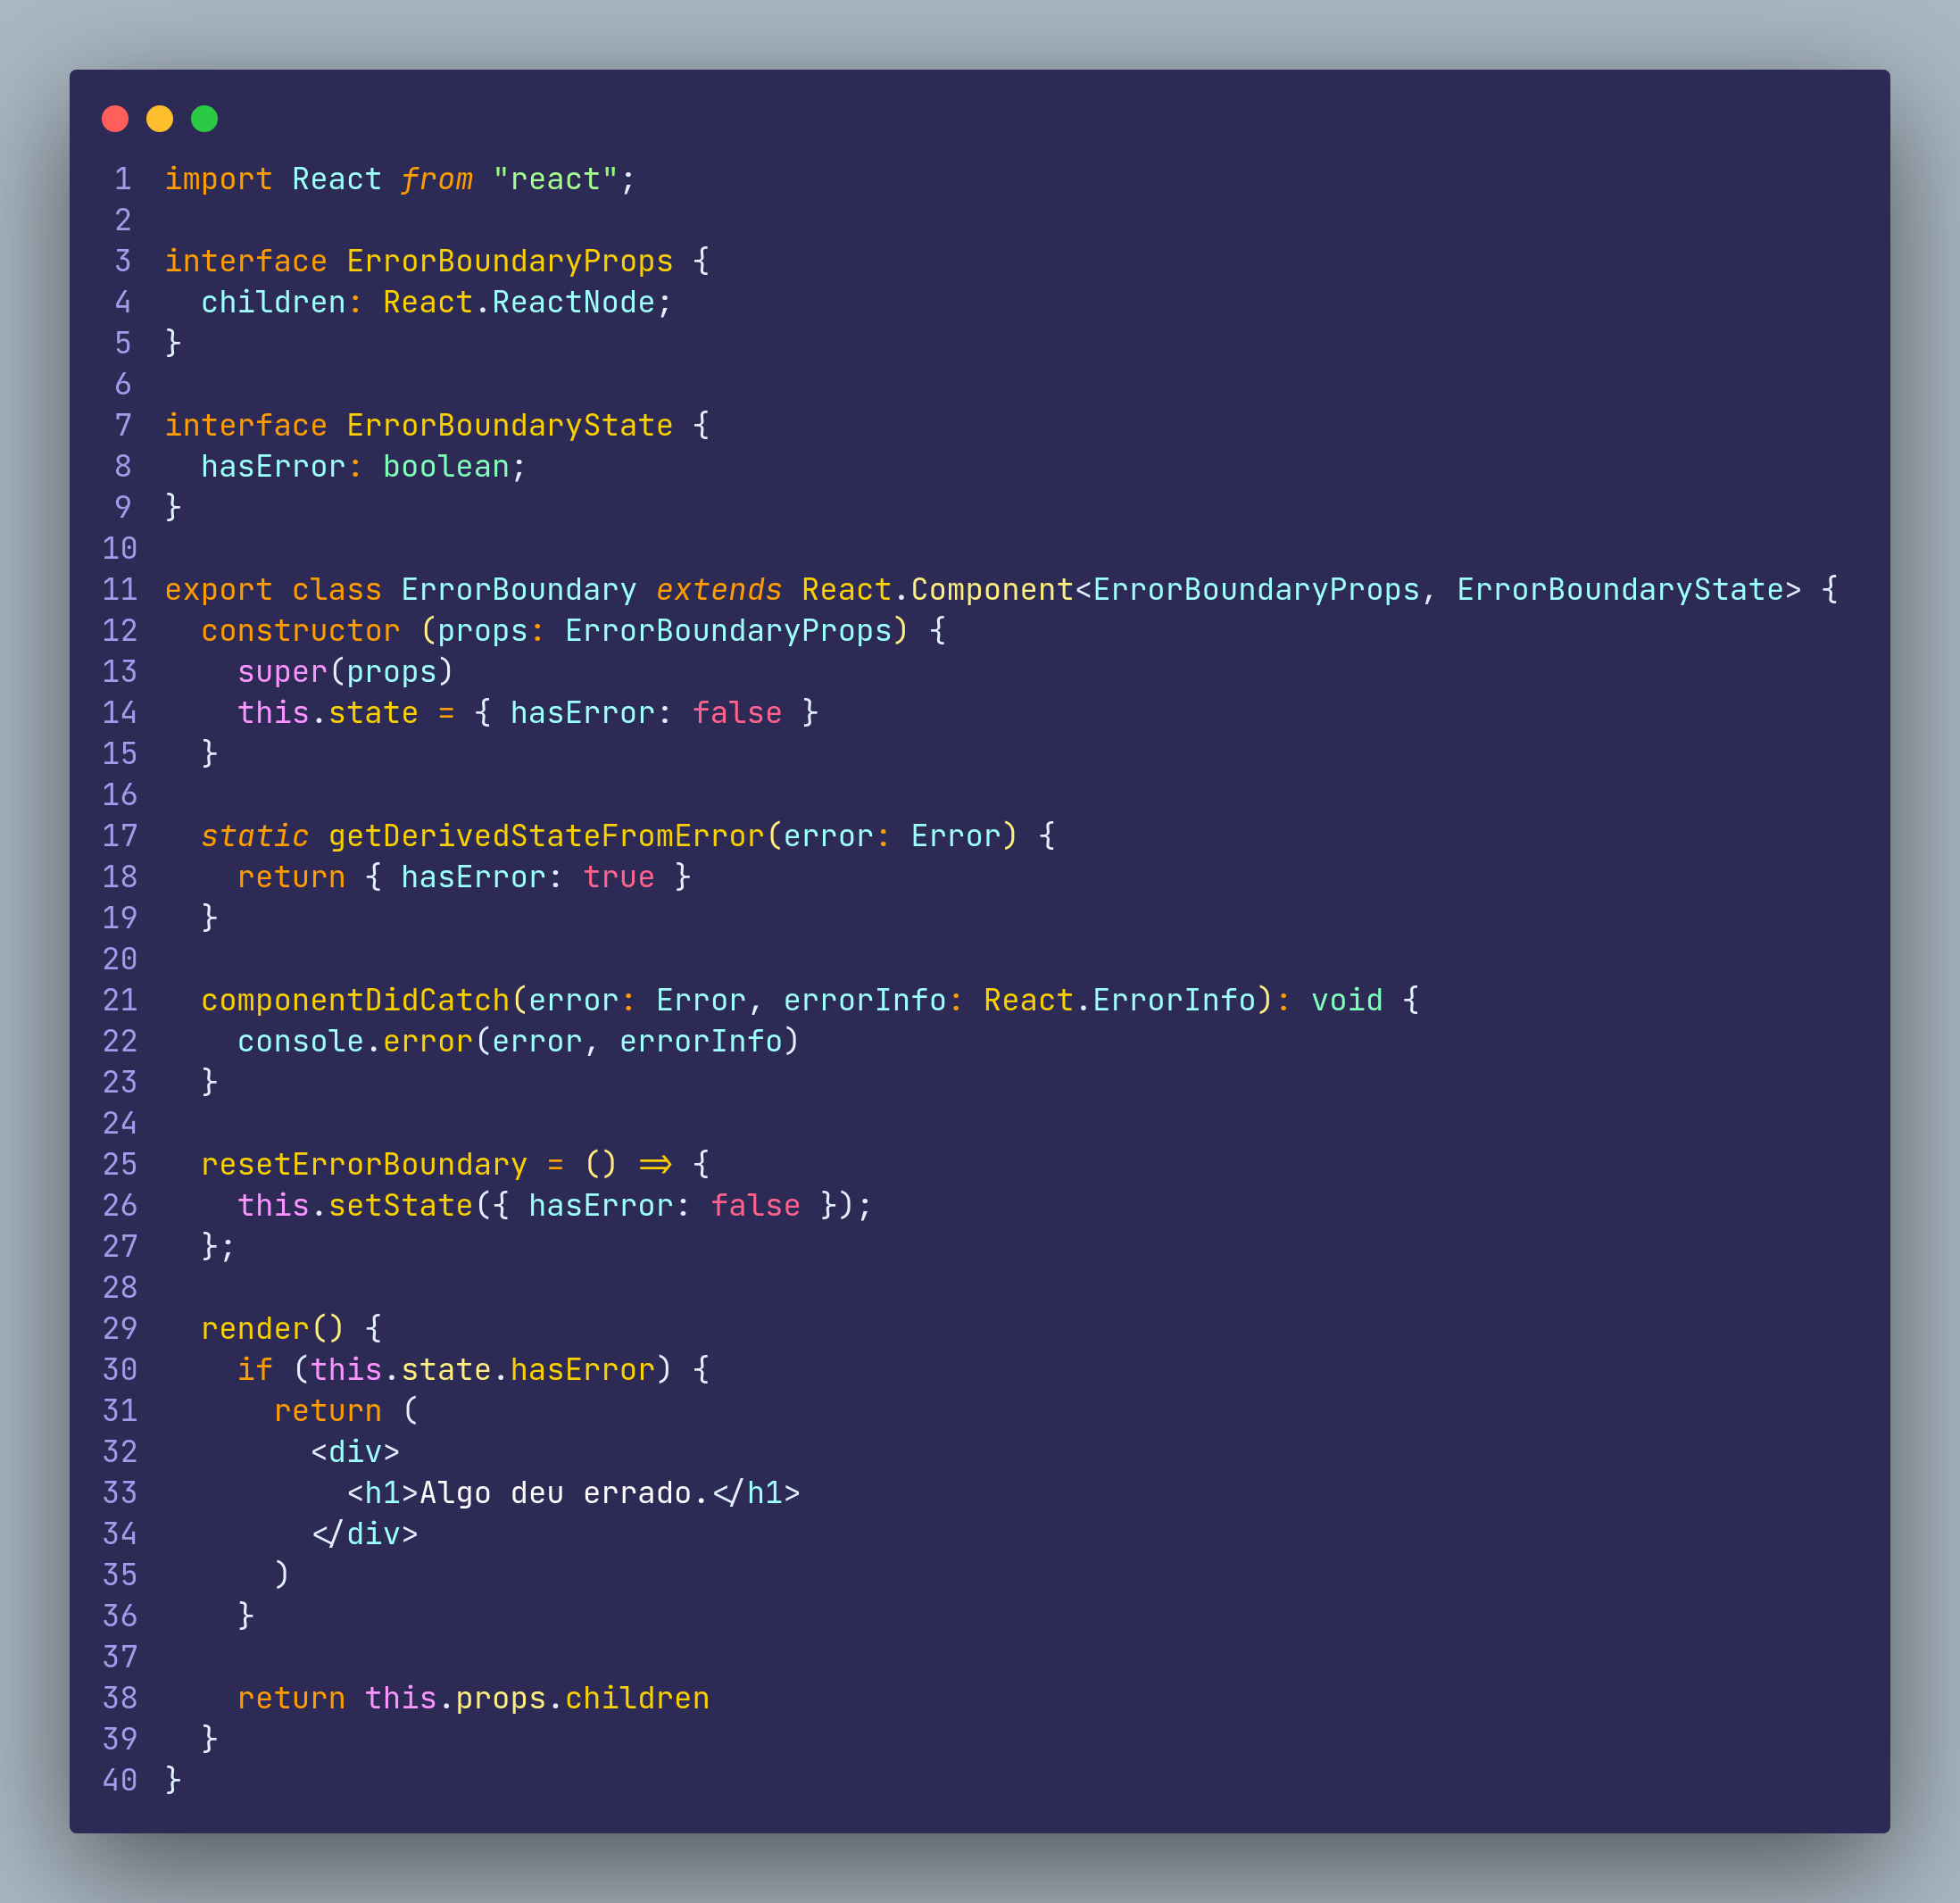 1 import React from "react";
2
3 interface ErrorBoundaryProps {
4   children: React.ReactNode;
5 }
6
7 interface ErrorBoundaryState {
8   hasError: boolean;
9 }
10
11 export class ErrorBoundary extends React.Component<ErrorBoundaryProps, ErrorBoundaryState> {
12   constructor (props: ErrorBoundaryProps) {
13     super(props)
14     this.state = { hasError: false }
15   }
16
17   static getDerivedStateFromError(error: Error) {
18     return { hasError: true }
19   }
20
21   componentDidCatch(error: Error, errorInfo: React.ErrorInfo): void {
22     console.error(error, errorInfo)
23   }
24
25   resetErrorBoundary = () => {
26     this.setState({ hasError: false });
27   };
28
29   render() {
30     if (this.state.hasError) {
31       return (
32         <div>
33           <h1>Algo deu errado.</h1>
34         </div>
35       )
36     }
37
38     return this.props.children
39   }
40 }